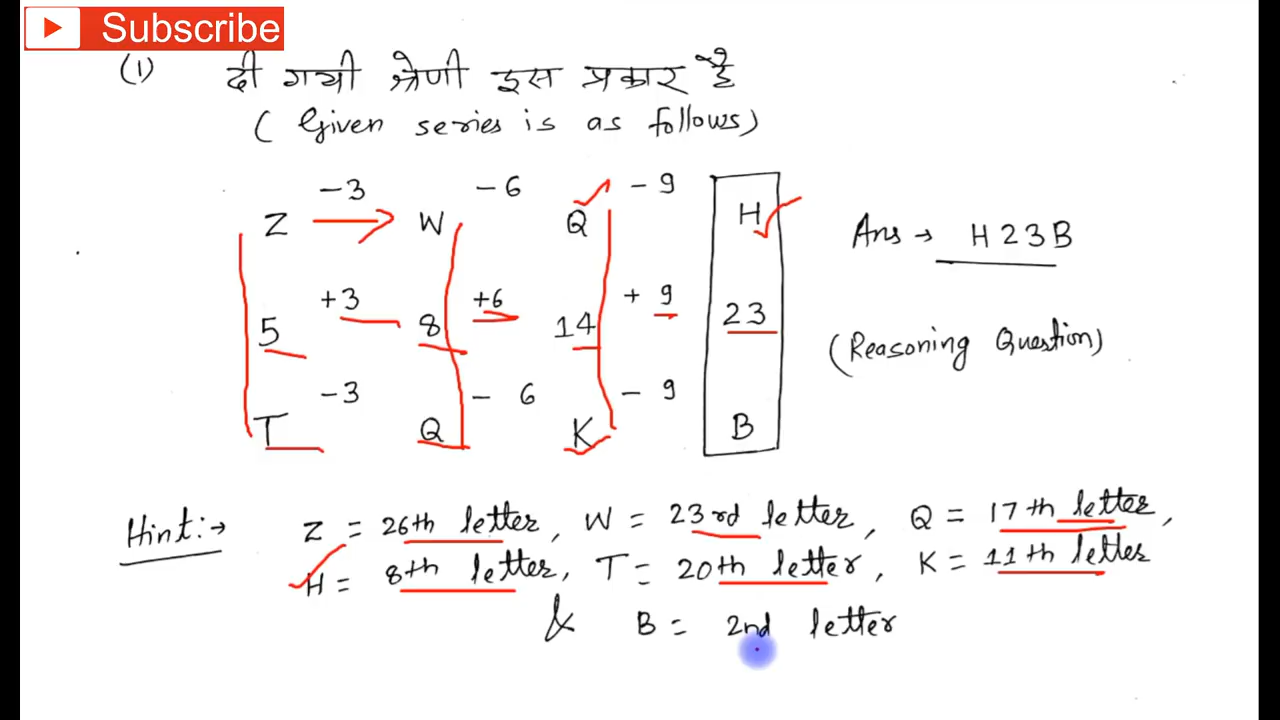 Subscribe
(1) दी गयी श्रेणी इस प्रकार है
( Given series is as follows)
-3 -6 -9
Z W Q H
Ans → H23B
+3 +6 + 9
5 8 14 23
(Reasoning Question)
-3 - 6 - 9
T Q K B
Hint:→ Z = 26th letter, W = 23rd letter, Q = 17th letter,
H = 8th letter, T = 20th letter, K = 11th letter
& B = 2nd letter